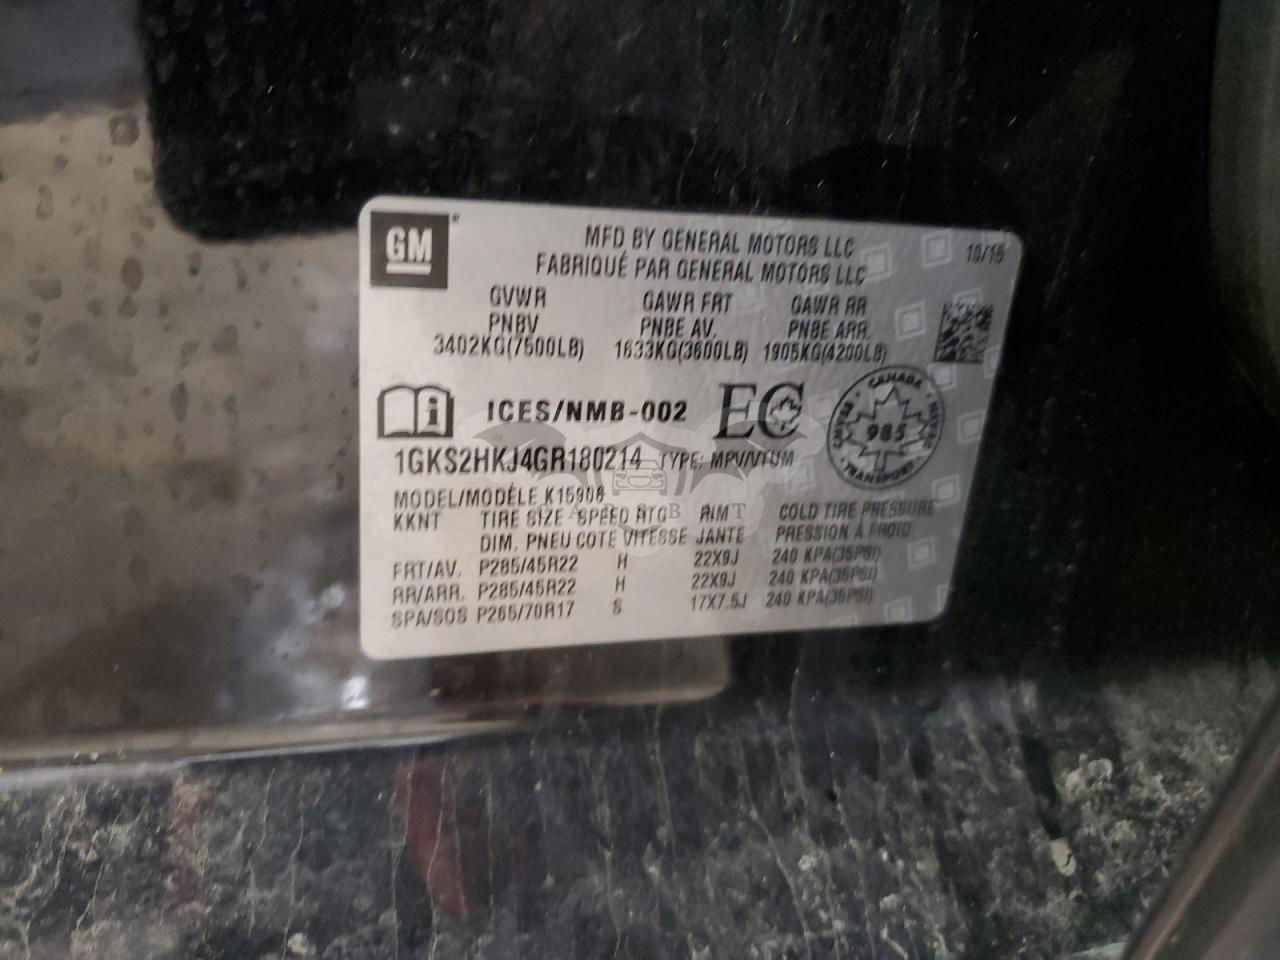 GM
MFD BY GENERAL MOTORS LLC 10/15
FABRIQUÉ PAR GENERAL MOTORS LLC
GVWR GAWR FRT GAWR RR
PNBV PNBE AV. PNBE ARR.
3402KG(7500LB) 1633KG(3600LB) 1905KG(4200LB)
ICES/NMB-002 EC
CANADA
985
TRANSPORT
1GKS2HKJ4GR180214 TYPE: MPV/VTUM
MODEL/MODÈLE K15906
KKNT TIRE SIZE SPEED RTG RIM COLD TIRE PRESSURE
DIM. PNEU COTE VITESSE JANTE PRESSION À FROID
FRT/AV. P285/45R22 H 22X9J 240 KPA(35PSI)
RR/ARR. P285/45R22 H 22X9J 240 KPA(35PSI)
SPA/SOS P265/70R17 S 17X7.5J 240 KPA(35PSI)